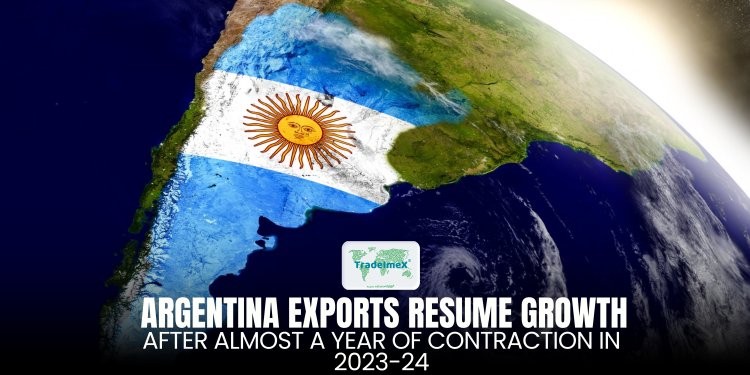 TradeImeX
ARGENTINA EXPORTS RESUME GROWTH
AFTER ALMOST A YEAR OF CONTRACTION IN
2023-24